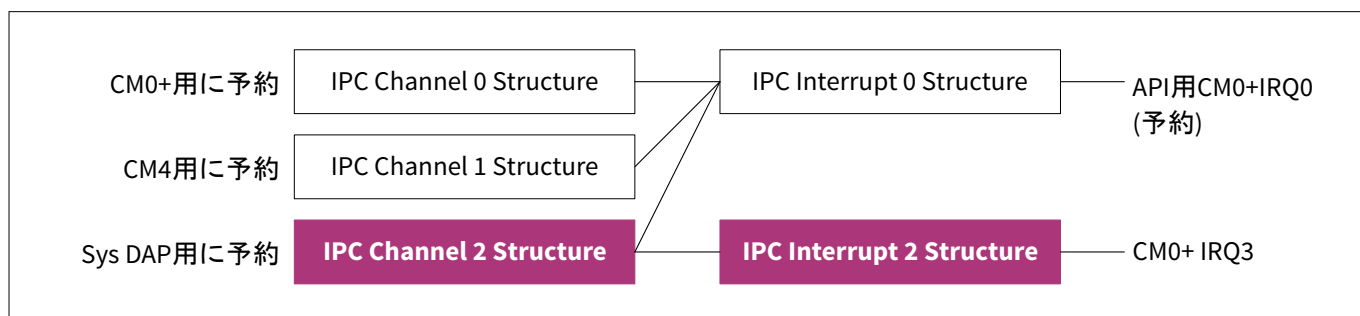 CM0+用に予約
IPC Channel 0 Structure
IPC Interrupt 0 Structure
API用CM0+IRQ0
(予約)
CM4用に予約
IPC Channel 1 Structure
Sys DAP用に予約
IPC Channel 2 Structure
IPC Interrupt 2 Structure
CM0+ IRQ3